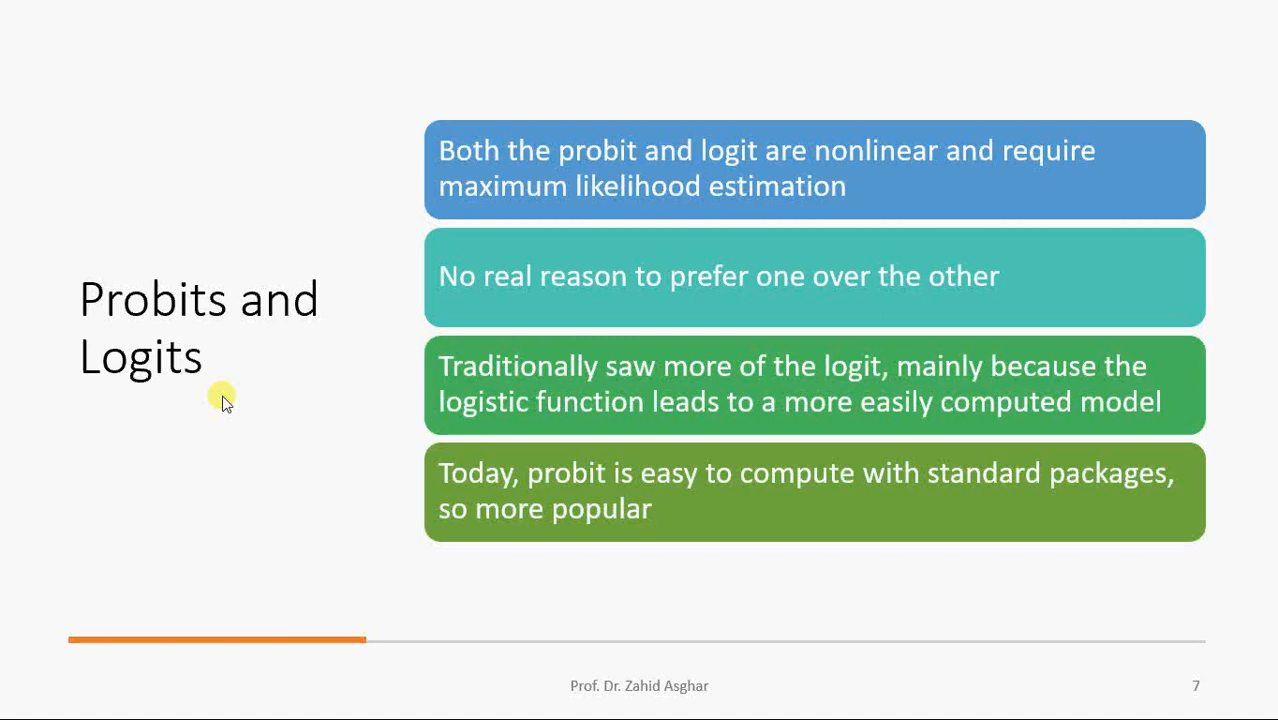 Probits and
Logits
Both the probit and logit are nonlinear and require
maximum likelihood estimation
No real reason to prefer one over the other
Traditionally saw more of the logit, mainly because the
logistic function leads to a more easily computed model
Today, probit is easy to compute with standard packages,
so more popular
Prof. Dr. Zahid Asghar
7